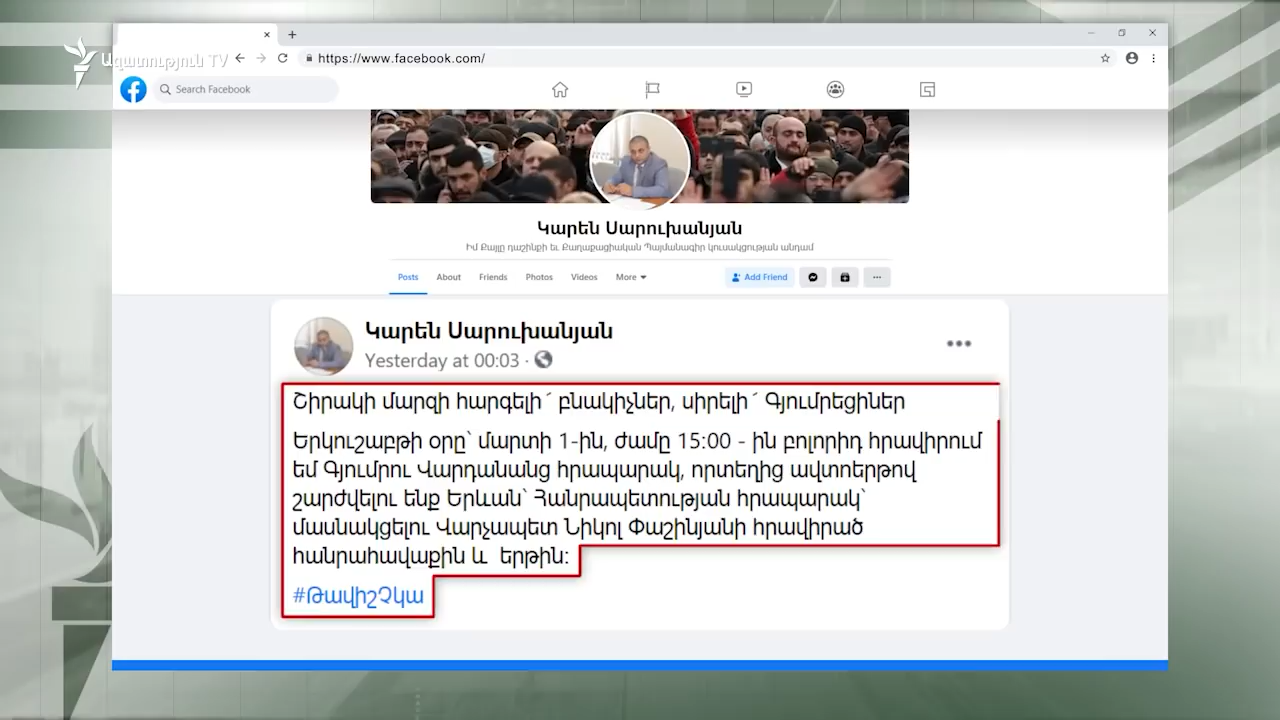 Ազատություն TV
https://www.facebook.com/
Search Facebook
Կարեն Սարուխանյան
Իմ Քայլը դաշինքի եւ Քաղաքացիական Պայմանագիր կուսակցության անդամ
Posts About Friends Photos Videos More Add Friend
Կարեն Սարուխանյան
Yesterday at 00:03 ·
Շիրակի մարզի հարգելի՛ բնակիչներ, սիրելի՛ Գյումրեցիներ
Երկուշաբթի օրը՝ մարտի 1-ին, ժամը 15:00 - ին բոլորիդ հրավիրում
եմ Գյումրու Վարդանանց հրապարակ, որտեղից ավտոերթով
շարժվելու ենք Երևան՝ Հանրապետության հրապարակ՝
մասնակցելու Վարչապետ Նիկոլ Փաշինյանի հրավիրած
հանրահավաքին և երթին։
#ԹավիշՉկա